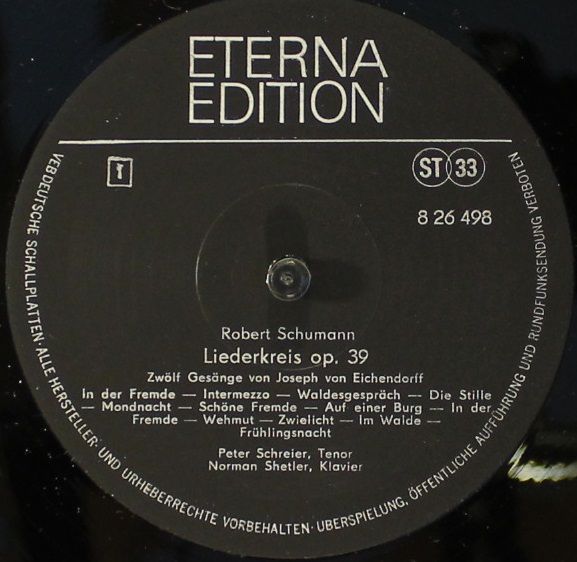 ETERNA
EDITION
1
ST 33
8 26 498
Robert Schumann
Liederkreis op. 39
Zwölf Gesänge von Joseph von Eichendorff
In der Fremde — Intermezzo — Waldesgespräch — Die Stille
— Mondnacht — Schöne Fremde — Auf einer Burg — In der
Fremde — Wehmut — Zwielicht — Im Walde —
Frühlingsnacht
Peter Schreier, Tenor
Norman Shetler, Klavier
VEB DEUTSCHE SCHALLPLATTEN · ALLE HERSTELLER- UND URHEBERRECHTE VORBEHALTEN · ÜBERSPIELUNG, ÖFFENTLICHE AUFFÜHRUNG UND RUNDFUNKSENDUNG VERBOTEN